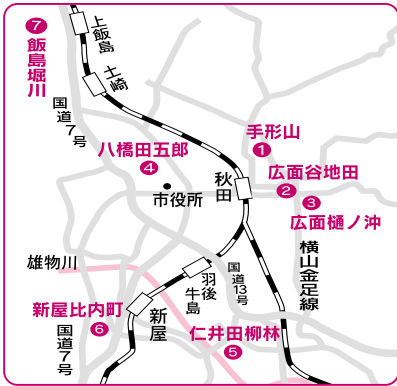 7
飯島堀川
上飯島
土崎
国道7号
手形山
1
八橋田五郎
4
広面谷地田
2
3
秋田
市役所
広面樋ノ沖
横山金足線
雄物川
羽後牛島
国道13号
新屋比内町
6
新屋
仁井田柳林
5
国道7号